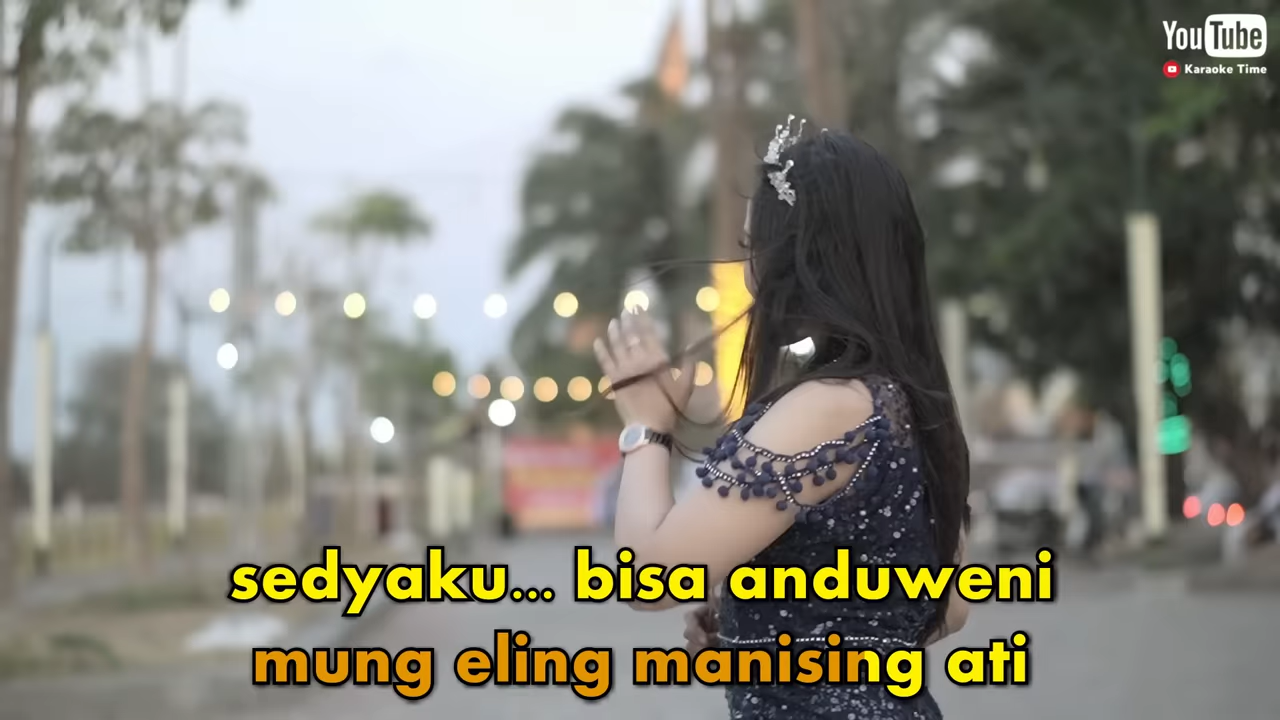 YouTube
Karaoke Time
sedyaku... bisa anduweni
mung eling manising ati